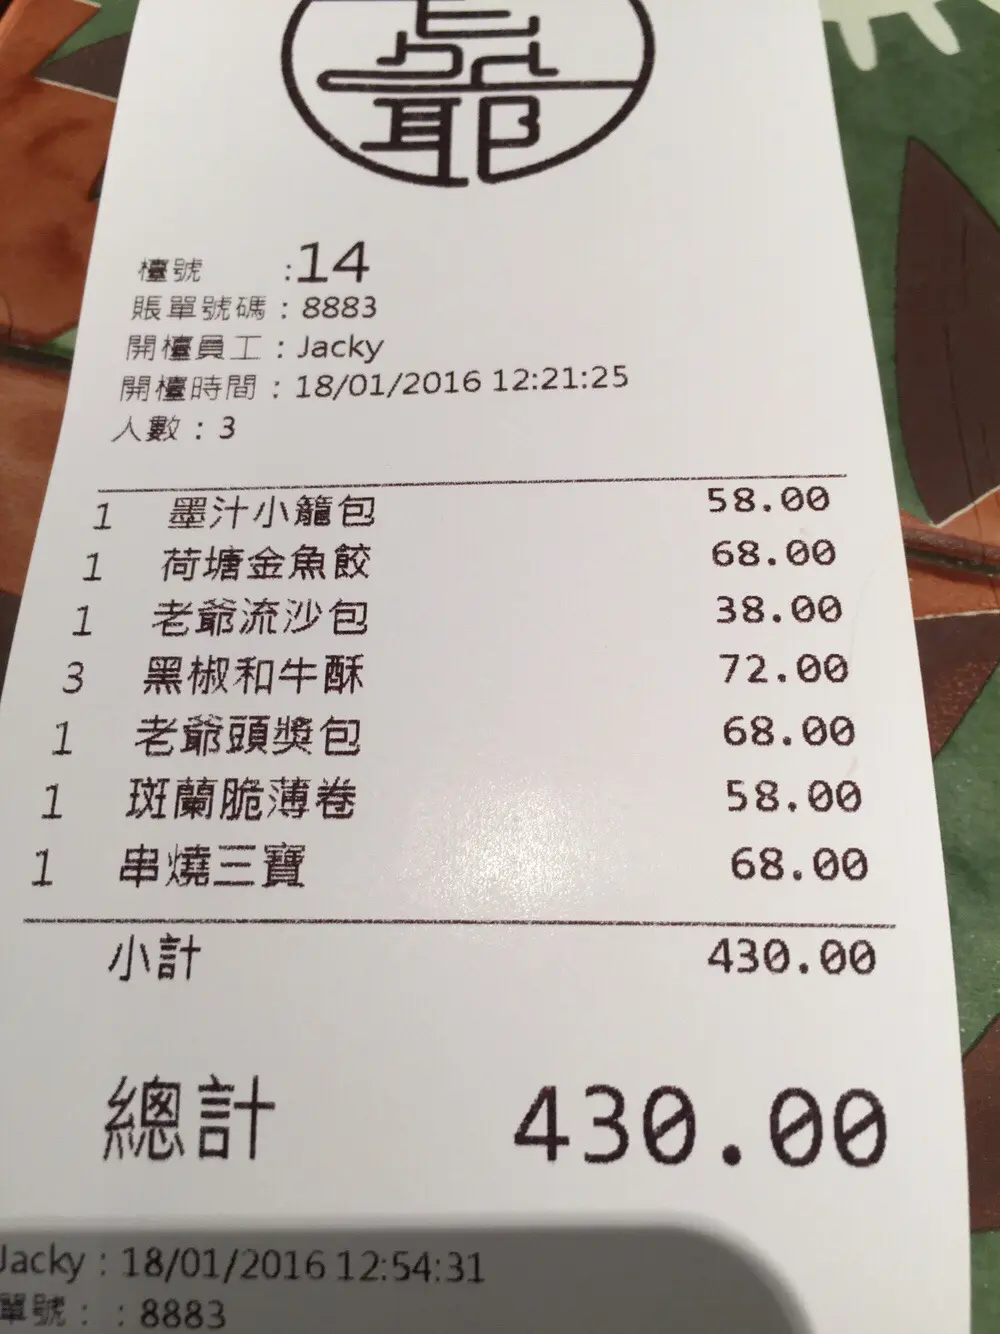 爺
檯號 :14
賬單號碼 : 8883
開檯員工 : Jacky
開檯時間 : 18/01/2016 12:21:25
人數 : 3
1 墨汁小籠包 58.00
1 荷塘金魚餃 68.00
1 老爺流沙包 38.00
3 黑椒和牛酥 72.00
1 老爺頭獎包 68.00
1 斑蘭脆薄卷 58.00
1 串燒三寶 68.00
小計 430.00
總計 430.00
Jacky : 18/01/2016 12:54:31
單號 : : 8883